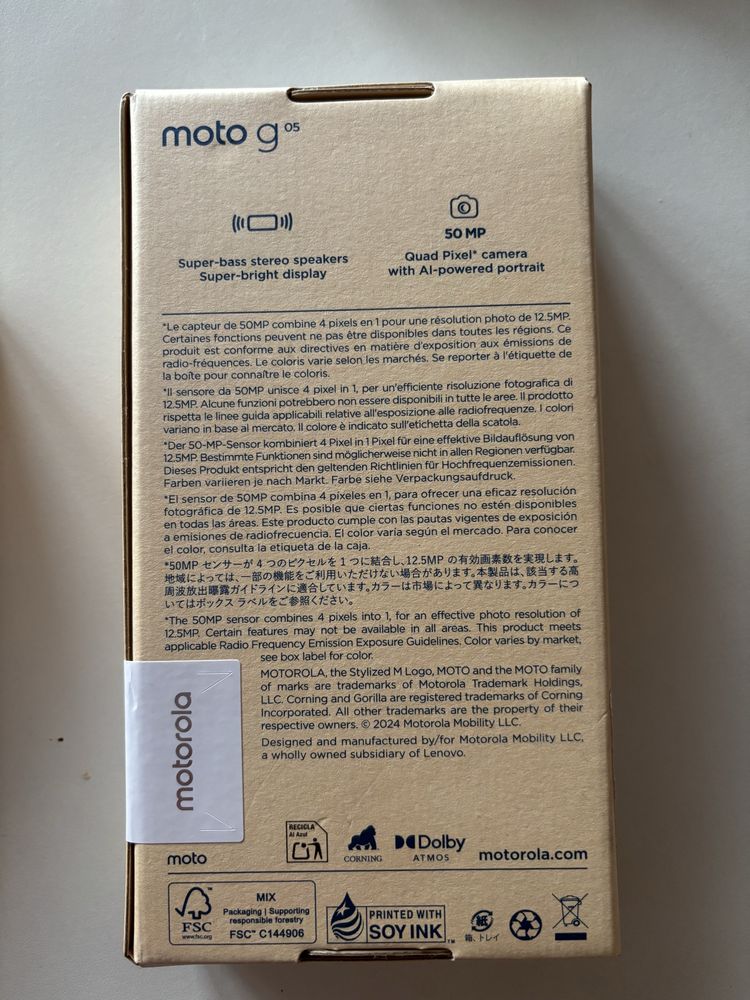 moto g 05
Super-bass stereo speakers
Super-bright display
50 MP
Quad Pixel* camera
with AI-powered portrait
*Le capteur de 50MP combine 4 pixels en 1 pour une résolution photo de 12.5MP.
Certaines fonctions peuvent ne pas être disponibles dans toutes les régions. Ce
produit est conforme aux directives en matière d'exposition aux émissions de
radio-fréquences. Le coloris varie selon les marchés. Se reporter à l'étiquette de
la boîte pour connaître le coloris.
*Il sensore da 50MP unisce 4 pixel in 1, per un'efficiente risoluzione fotografica di
12.5MP. Alcune funzioni potrebbero non essere disponibili in tutte le aree. Il prodotto
rispetta le linee guida applicabili relative all'esposizione alle radiofrequenze. I colori
variano in base al mercato. Il colore è indicato sull'etichetta della scatola.
*Der 50-MP-Sensor kombiniert 4 Pixel in 1 Pixel für eine effektive Bildauflösung von
12.5MP. Bestimmte Funktionen sind möglicherweise nicht in allen Regionen verfügbar.
Dieses Produkt entspricht den geltenden Richtlinien für Hochfrequenzemissionen.
Farben variieren je nach Markt. Farbe siehe Verpackungsaufdruck.
*El sensor de 50MP combina 4 píxeles en 1, para ofrecer una eficaz resolución
fotográfica de 12.5MP. Es posible que ciertas funciones no estén disponibles
en todas las áreas. Este producto cumple con las pautas vigentes de exposición
a emisiones de radiofrecuencia. El color varía según el mercado. Para conocer
el color, consulta la etiqueta de la caja.
*50MP センサーが 4 つのピクセルを 1 つに結合し、12.5MP の有効画素数を実現します。
地域によっては、一部の機能をご利用いただけない場合があります。本製品は、該当する高
周波放出曝露ガイドラインに適合しています。カラーは市場によって異なります。カラーにつ
いてはボックス ラベルをご参照ください。
*The 50MP sensor combines 4 pixels into 1, for an effective photo resolution of
12.5MP. Certain features may not be available in all areas. This product meets
applicable Radio Frequency Emission Exposure Guidelines. Color varies by market,
see box label for color.
MOTOROLA, the Stylized M Logo, MOTO and the MOTO family
of marks are trademarks of Motorola Trademark Holdings,
LLC. Corning and Gorilla are registered trademarks of Corning
Incorporated. All other trademarks are the property of their
respective owners. © 2024 Motorola Mobility LLC.
Designed and manufactured by/for Motorola Mobility LLC,
a wholly owned subsidiary of Lenovo.
motorola
moto
RECICLA
Al Azul
CORNING
Dolby
ATMOS
motorola.com
FSC
www.fsc.org
MIX
Packaging | Supporting
responsible forestry
FSC™ C144906
PRINTED WITH
SOY INK™
紙
箱、トレイ